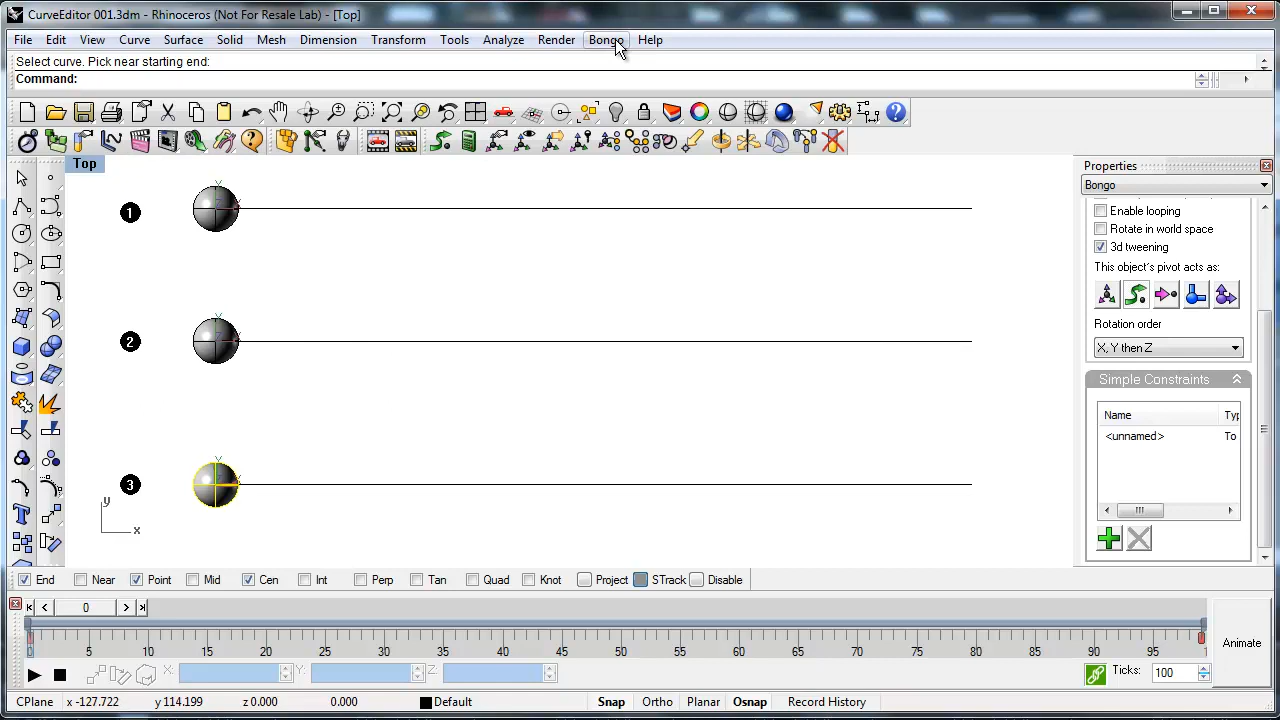 CurveEditor 001.3dm - Rhinoceros (Not For Resale Lab) - [Top]
File Edit View Curve Surface Solid Mesh Dimension Transform Tools Analyze Render Bongo Help
Select curve. Pick near starting end:
Command:
Top
Properties
Bongo
Enable looping
Rotate in world space
3d tweening
This object's pivot acts as:
Rotation order
X, Y then Z
Simple Constraints
Name Typ
<unnamed> To
1
2
3
y
x
End Near Point Mid Cen Int Perp Tan Quad Knot Project STrack Disable
0
0 5 10 15 20 25 30 35 40 45 50 55 60 65 70 75 80 85 90 95
Animate
X: Y: Z:
Ticks: 100
CPlane x -127.722 y 114.199 z 0.000 0.000 Default Snap Ortho Planar Osnap Record History